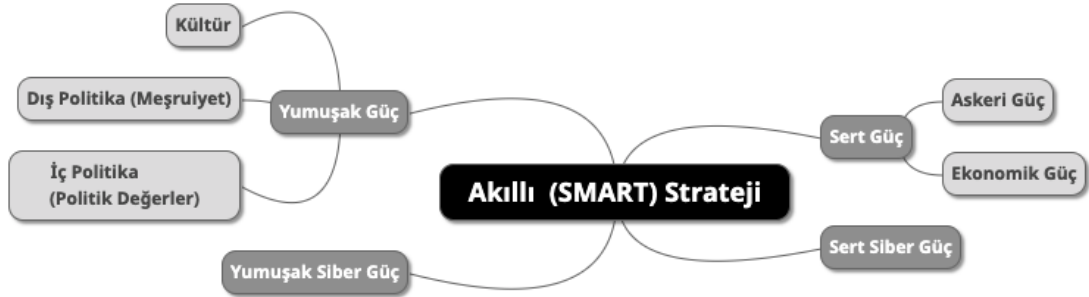 Kültür
Dış Politika (Meşruiyet)
Yumuşak Güç
İç Politika
(Politik Değerler)
Yumuşak Siber Güç
Akıllı (SMART) Strateji
Sert Güç
Askeri Güç
Ekonomik Güç
Sert Siber Güç